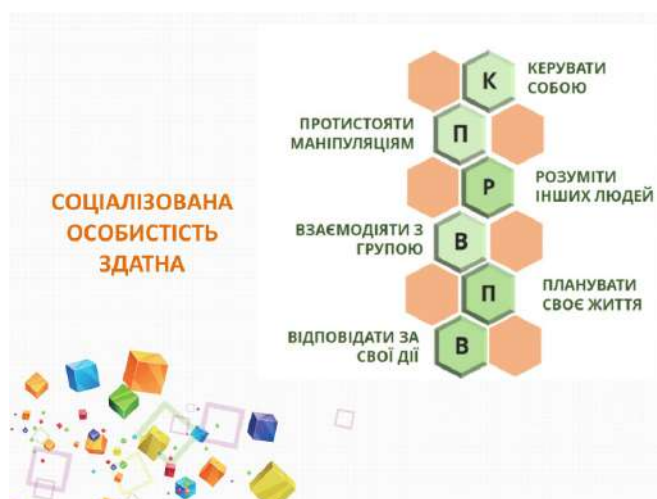 СОЦІАЛІЗОВАНА
ОСОБИСТІСТЬ
ЗДАТНА
К
КЕРУВАТИ
СОБОЮ
ПРОТИСТОЯТИ
МАНІПУЛЯЦІЯМ
П
Р
РОЗУМІТИ
ІНШИХ ЛЮДЕЙ
ВЗАЄМОДІЯТИ З
ГРУПОЮ
В
П
ПЛАНУВАТИ
СВОЄ ЖИТТЯ
ВІДПОВІДАТИ ЗА
СВОЇ ДІЇ
В